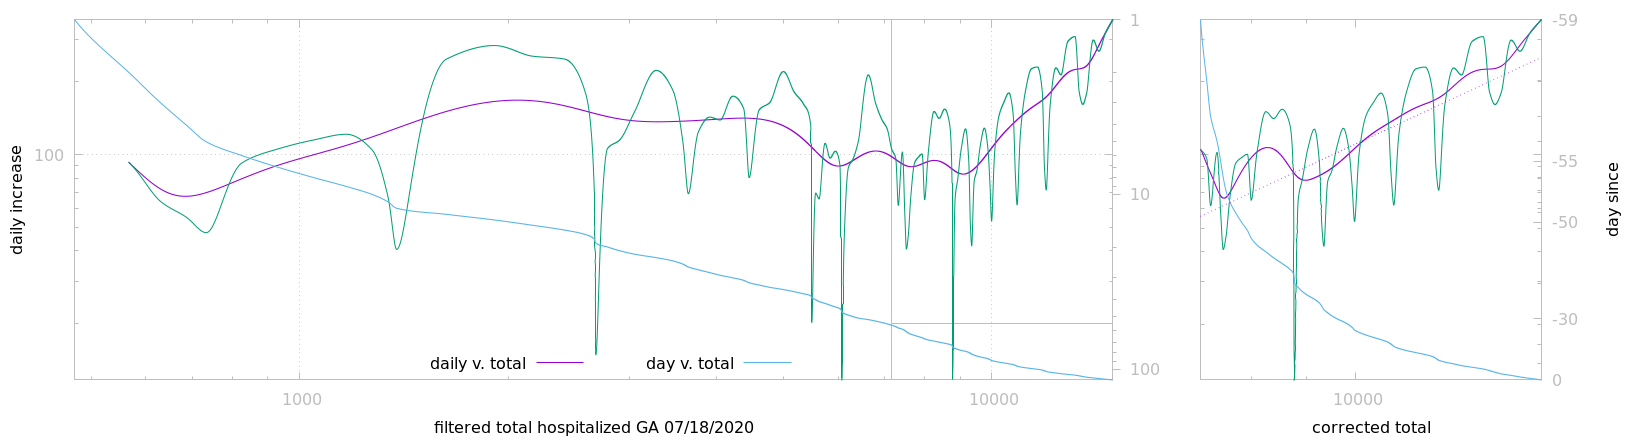 daily increase
100
1000
10000
1
10
100
daily v. total
day v. total
filtered total hospitalized GA 07/18/2020
-59
-55
-50
-30
0
day since
10000
corrected total